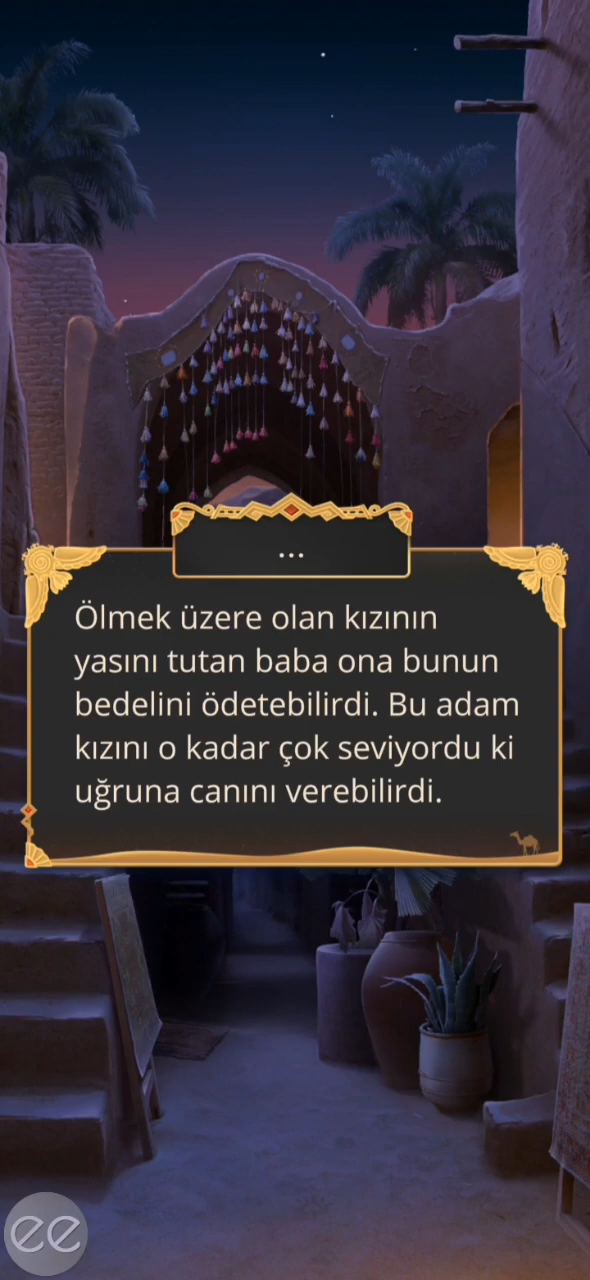 ...
Ölmek üzere olan kızının
yasını tutan baba ona bunun
bedelini ödetebilirdi. Bu adam
kızını o kadar çok seviyordu ki
uğruna canını verebilirdi.
ee